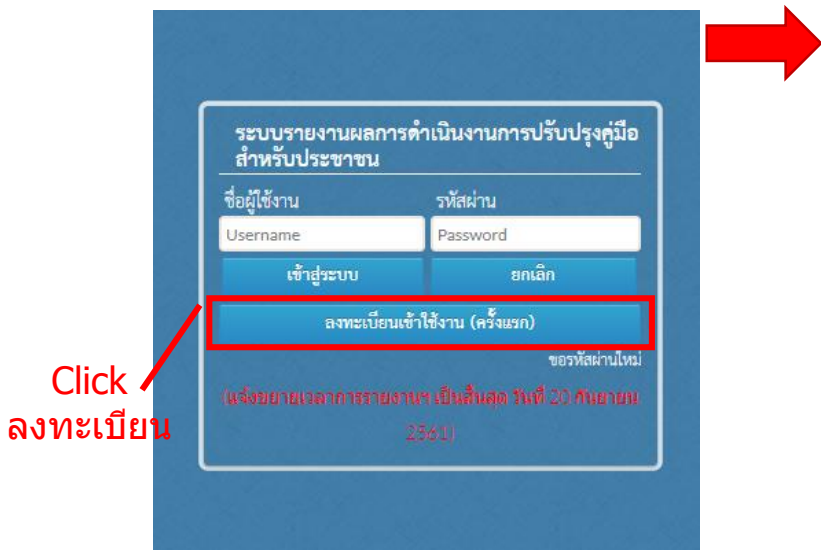 ระบบรายงานผลการดำเนินงานการปรับปรุงคู่มือ
สำหรับประชาชน
ชื่อผู้ใช้งาน
รหัสผ่าน
Username
Password
เข้าสู่ระบบ
ยกเลิก
ลงทะเบียนเข้าใช้งาน (ครั้งแรก)
ขอรหัสผ่านใหม่
(แจ้งขยายเวลาการรายงานฯ เป็นสิ้นสุด วันที่ 20 กันยายน
2561)
Click
ลงทะเบียน